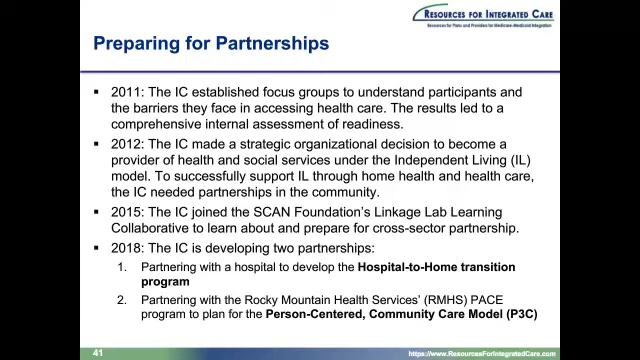 RESOURCES FOR INTEGRATED CARE
Resources for Plans and Providers for Medicare-Medicaid Integration
Preparing for Partnerships
▪ 2011: The IC established focus groups to understand participants and
the barriers they face in accessing health care. The results led to a
comprehensive internal assessment of readiness.
▪ 2012: The IC made a strategic organizational decision to become a
provider of health and social services under the Independent Living (IL)
model. To successfully support IL through home health and health care,
the IC needed partnerships in the community.
▪ 2015: The IC joined the SCAN Foundation's Linkage Lab Learning
Collaborative to learn about and prepare for cross-sector partnership.
▪ 2018: The IC is developing two partnerships:
1. Partnering with a hospital to develop the Hospital-to-Home transition
program
2. Partnering with the Rocky Mountain Health Services' (RMHS) PACE
program to plan for the Person-Centered, Community Care Model (P3C)
41
https://www.ResourcesForIntegratedCare.com/